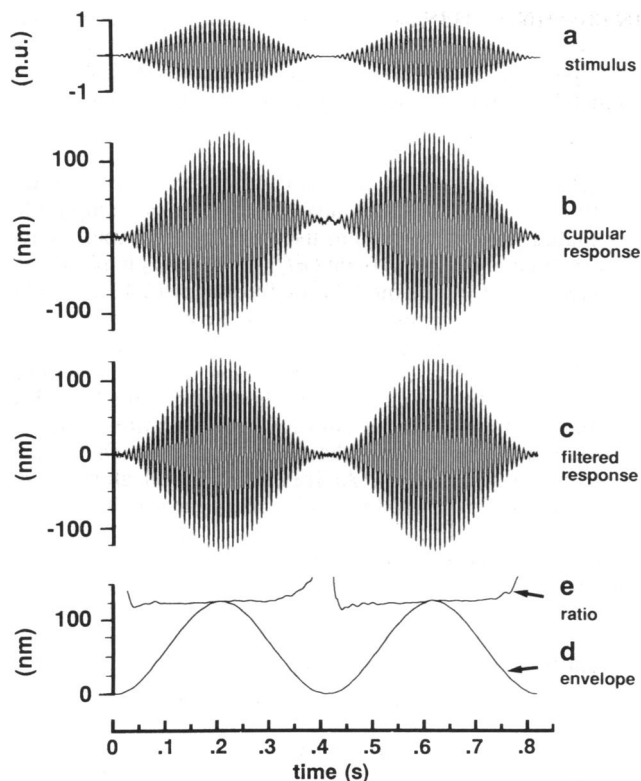 1
0
-1
(n.u.)
a
stimulus
100
0
-100
(nm)
b
cupular
response
100
0
-100
(nm)
c
filtered
response
100
0
(nm)
e
ratio
d
envelope
0 .1 .2 .3 .4 .5 .6 .7 .8
time (s)